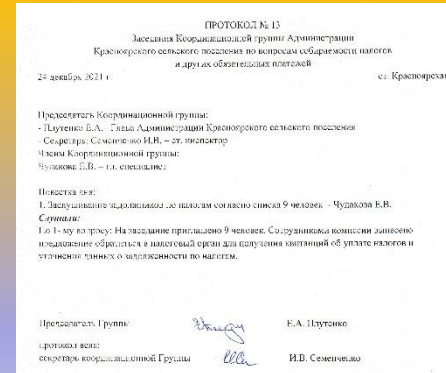 ПРОТОКОЛ № 13
Заседания Координационной группы Администрации
Красноярского сельского поселения по вопросам собираемости налогов
и других обязательных платежей
24 декабрь 2021 г. ст. Красноярская
Председатель Координационной группы:
- Плутенко Е.А. - Глава Администрации Красноярского сельского поселения
- Секретарь: Семенченко И.В. – ст. инспектор
Члены Координационной группы:
Чудакова Е.В. – гл. специалист
Повестка дня:
1. Заслушивание задолжников по налогам согласно списка 9 человек - Чудакова Е.В.
Слушали:
По 1- му вопросу: На заседание приглашено 9 человек. Сотрудниками комиссии вынесено
предложение обратиться в налоговый орган для получения квитанций об уплате налогов и
уточнения данных о задолженности по налогам.
Председатель Группы Е.А. Плутенко
протокол вела:
секретарь координационной Группы И.В. Семенченко